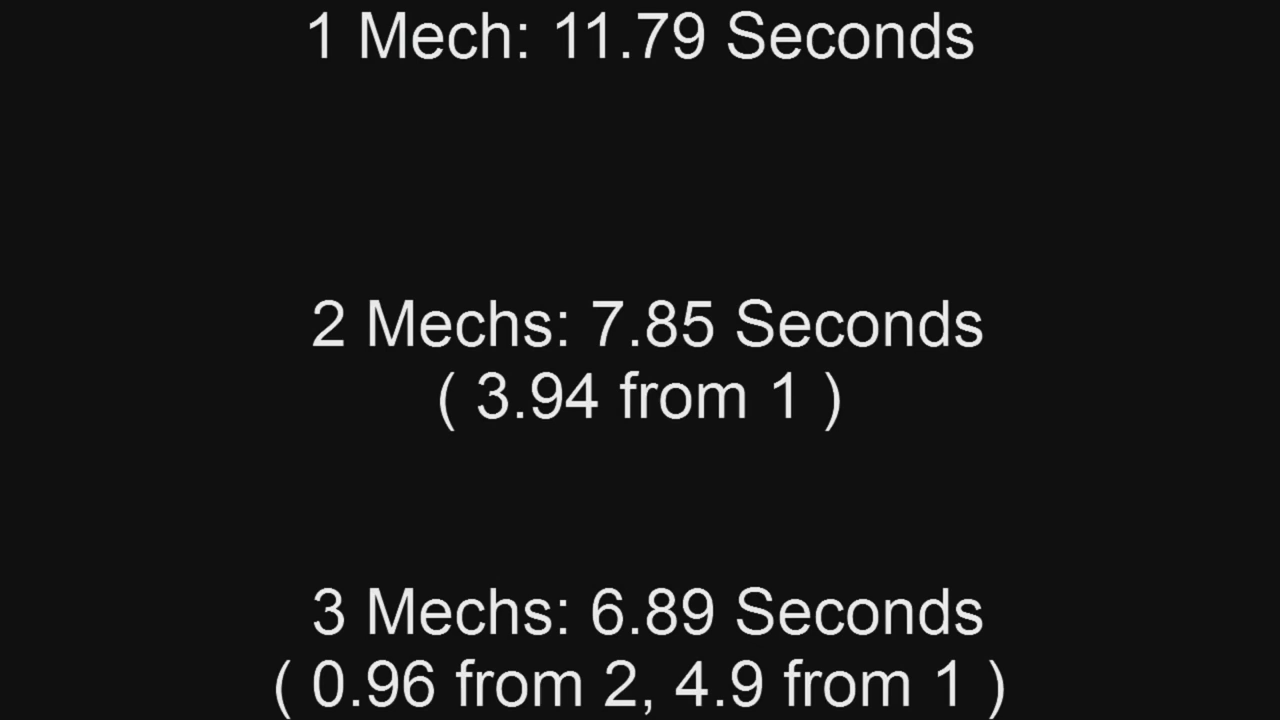 1 Mech: 11.79 Seconds
2 Mechs: 7.85 Seconds
( 3.94 from 1 )
3 Mechs: 6.89 Seconds
( 0.96 from 2, 4.9 from 1 )